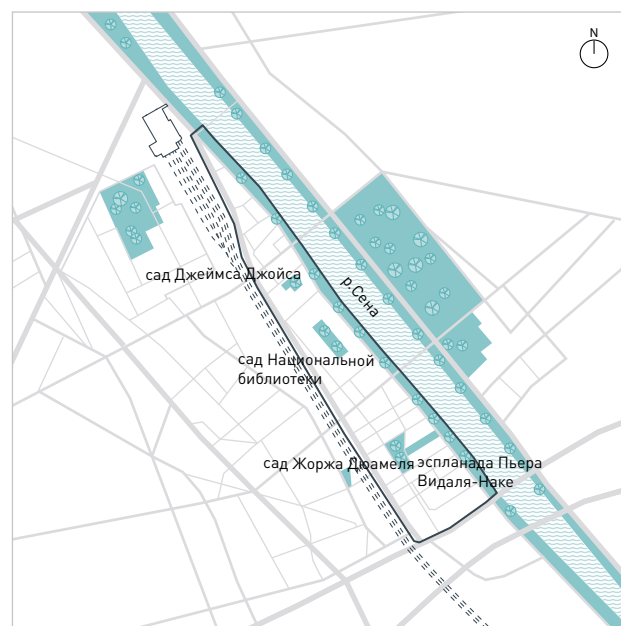 N
сад Джеймса Джойса
р.Сена
сад Национальной
библиотеки
сад Жоржа Дюамеля
эспланада Пьера
Видаля-Наке